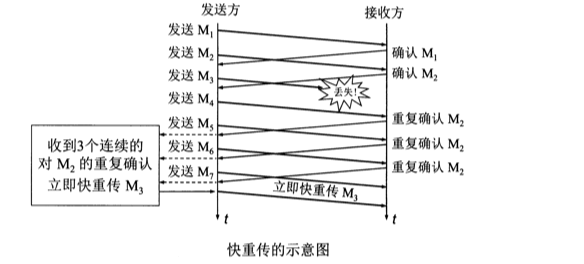 发送方
接收方
发送 M₁
确认 M₁
发送 M₂
确认 M₂
发送 M₃
丢失!
发送 M₄
重复确认 M₂
发送 M₅
重复确认 M₂
发送 M₆
重复确认 M₂
发送 M₇
收到3个连续的
对 M₂ 的重复确认
立即快重传 M₃
立即快重传 M₃
t
t
快重传的示意图